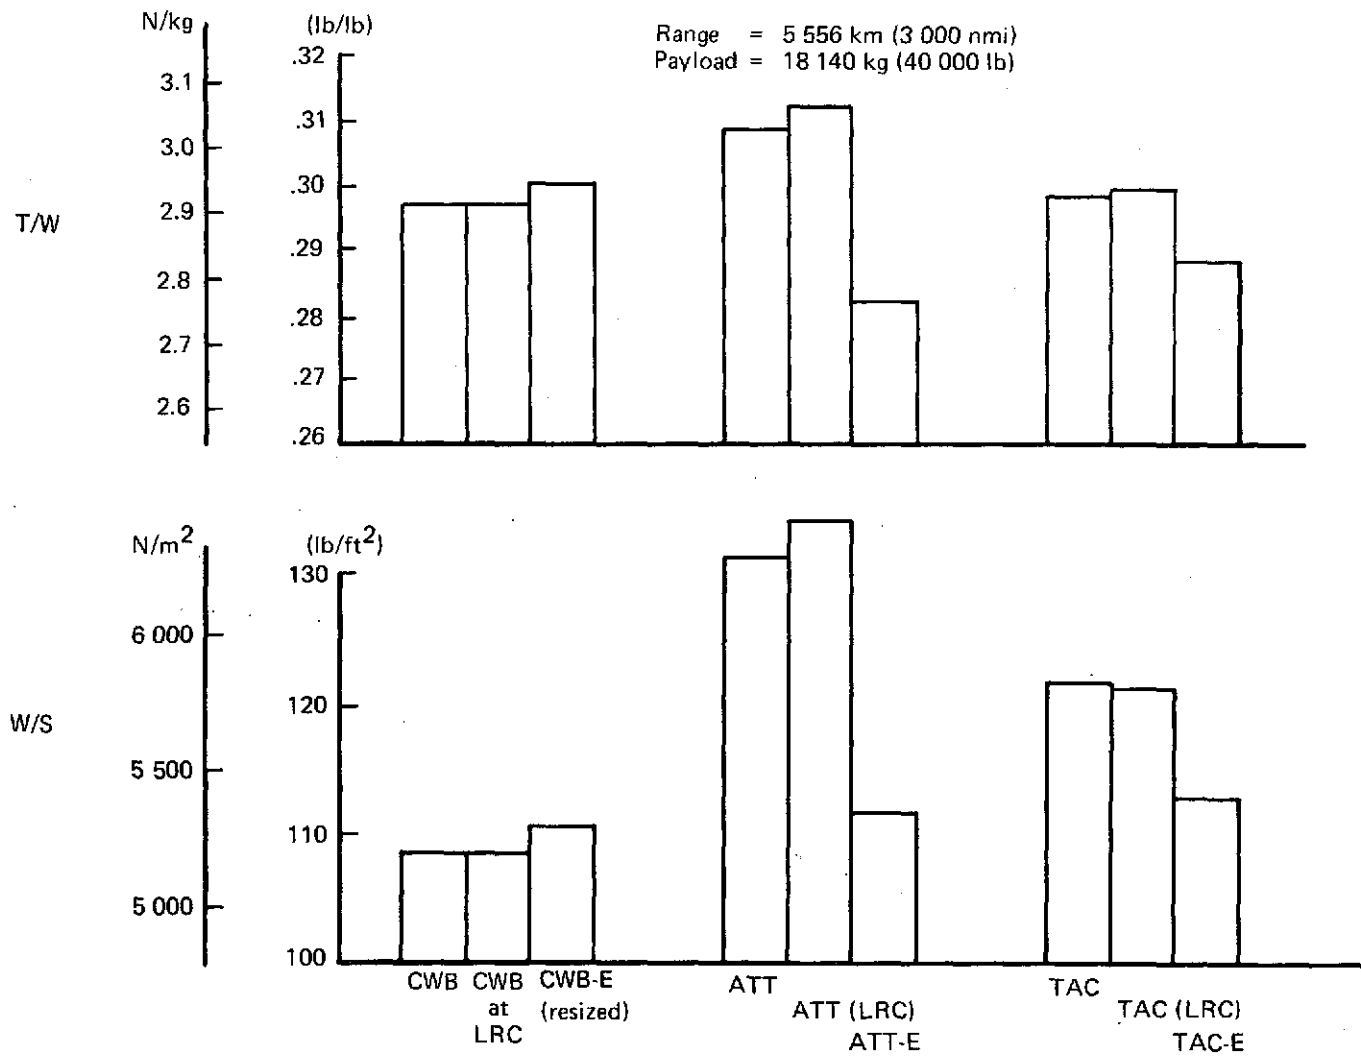 N/kg
(lb/lb)
Range = 5 556 km (3 000 nmi)
Payload = 18 140 kg (40 000 lb)
.32
3.1
.31
3.0
.30
2.9
T/W
.29
2.8
.28
2.7
.27
2.6
.26
N/m2
(lb/ft2)
130
6 000
120
W/S
5 500
110
5 000
100
CWB
CWB at LRC
CWB-E (resized)
ATT
ATT (LRC)
ATT-E
TAC
TAC (LRC)
TAC-E